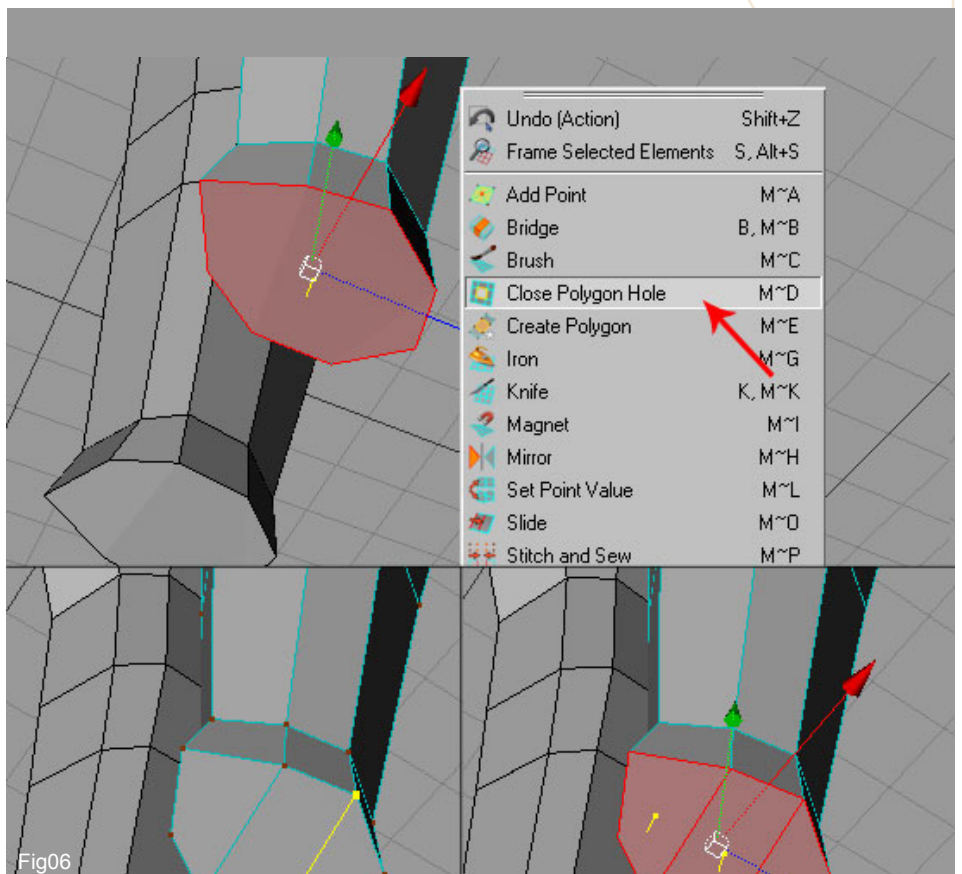 Undo (Action) Shift+Z
Frame Selected Elements S, Alt+S
Add Point M~A
Bridge B, M~B
Brush M~C
Close Polygon Hole M~D
Create Polygon M~E
Iron M~G
Knife K, M~K
Magnet M~I
Mirror M~H
Set Point Value M~L
Slide M~O
Stitch and Sew M~P
Fig06